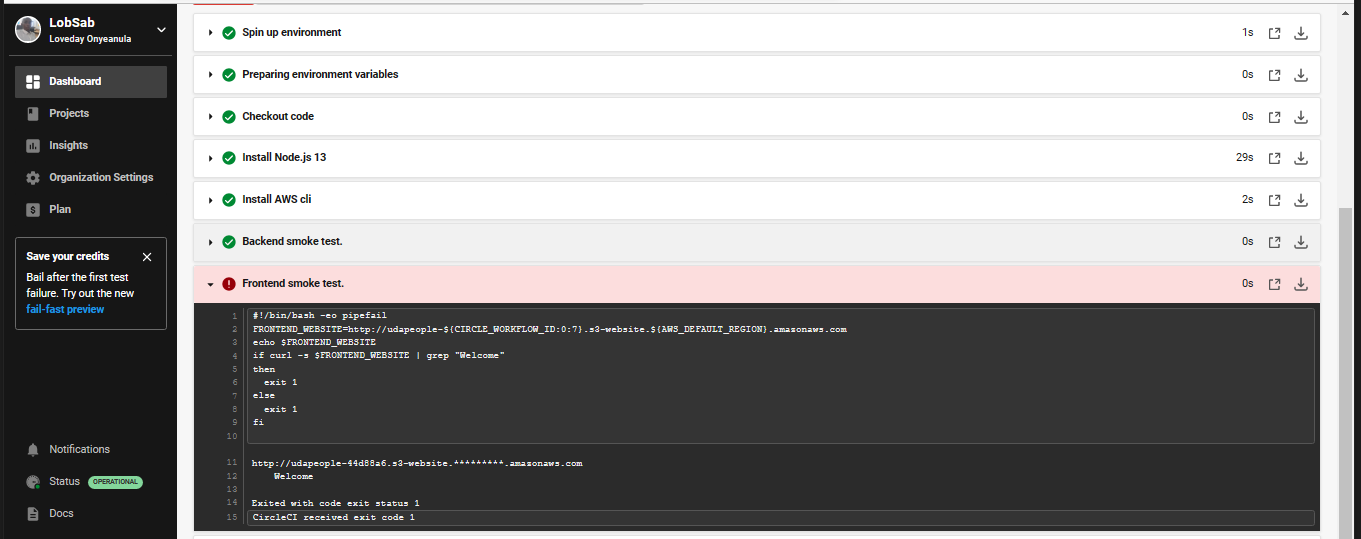 LobSab
Loveday Onyeanula
Dashboard
Projects
Insights
Organization Settings
Plan
Save your credits
Bail after the first test
failure. Try out the new
fail-fast preview
Notifications
Status OPERATIONAL
Docs
Spin up environment 1s
Preparing environment variables 0s
Checkout code 0s
Install Node.js 13 29s
Install AWS cli 2s
Backend smoke test. 0s
Frontend smoke test. 0s
1 #!/bin/bash -eo pipefail
2 FRONTEND_WEBSITE=http://udapeople-${CIRCLE_WORKFLOW_ID:0:7}.s3-website.${AWS_DEFAULT_REGION}.amazonaws.com
3 echo $FRONTEND_WEBSITE
4 if curl -s $FRONTEND_WEBSITE | grep "Welcome"
5 then
6   exit 1
7 else
8   exit 1
9 fi
10
11 http://udapeople-44d88a6.s3-website.*********.amazonaws.com
12     Welcome
13
14 Exited with code exit status 1
15 CircleCI received exit code 1